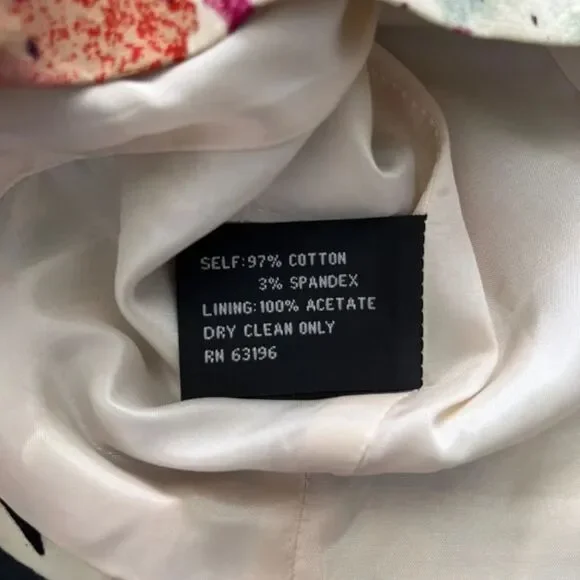 SELF:97% COTTON
3% SPANDEX
LINING:100% ACETATE
DRY CLEAN ONLY
RN 63196